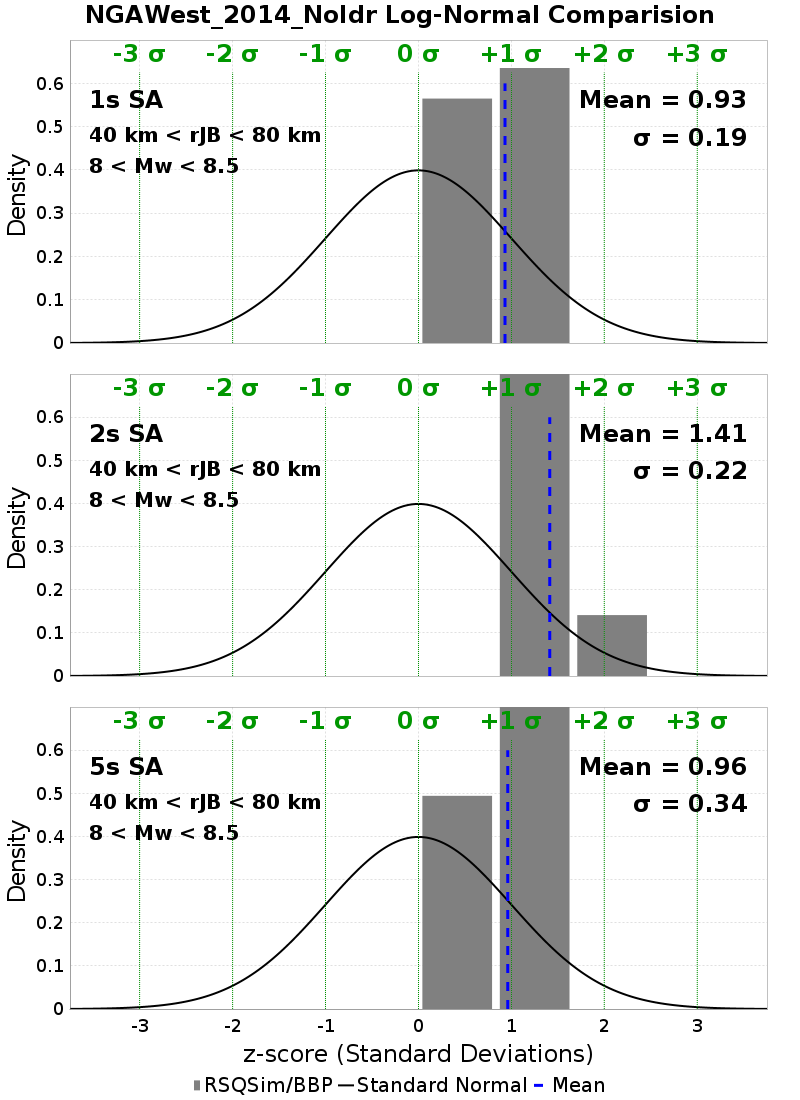 NGAWest_2014_NoIdr Log-Normal Comparision
-3 σ -2 σ -1 σ 0 σ +1 σ +2 σ +3 σ
1s SA
40 km < rJB < 80 km
8 < Mw < 8.5
Mean = 0.93
σ = 0.19
0.6
0.5
0.4
0.3
0.2
0.1
0
Density
-3 σ -2 σ -1 σ 0 σ +1 σ +2 σ +3 σ
2s SA
40 km < rJB < 80 km
8 < Mw < 8.5
Mean = 1.41
σ = 0.22
0.6
0.5
0.4
0.3
0.2
0.1
0
Density
-3 σ -2 σ -1 σ 0 σ +1 σ +2 σ +3 σ
5s SA
40 km < rJB < 80 km
8 < Mw < 8.5
Mean = 0.96
σ = 0.34
0.6
0.5
0.4
0.3
0.2
0.1
0
Density
-3 -2 -1 0 1 2 3
z-score (Standard Deviations)
RSQSim/BBP Standard Normal Mean